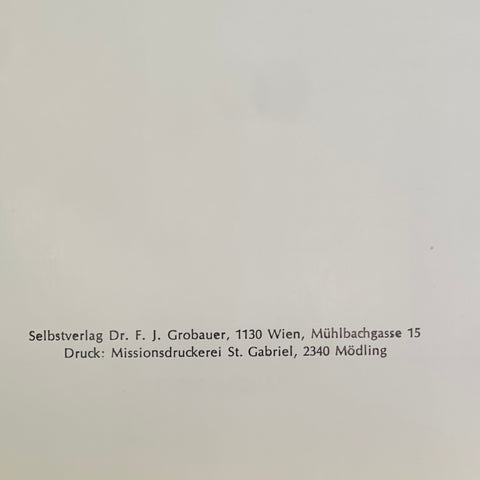 Selbstverlag Dr. F. J. Grobauer, 1130 Wien, Mühlbachgasse 15
Druck: Missionsdruckerei St. Gabriel, 2340 Mödling